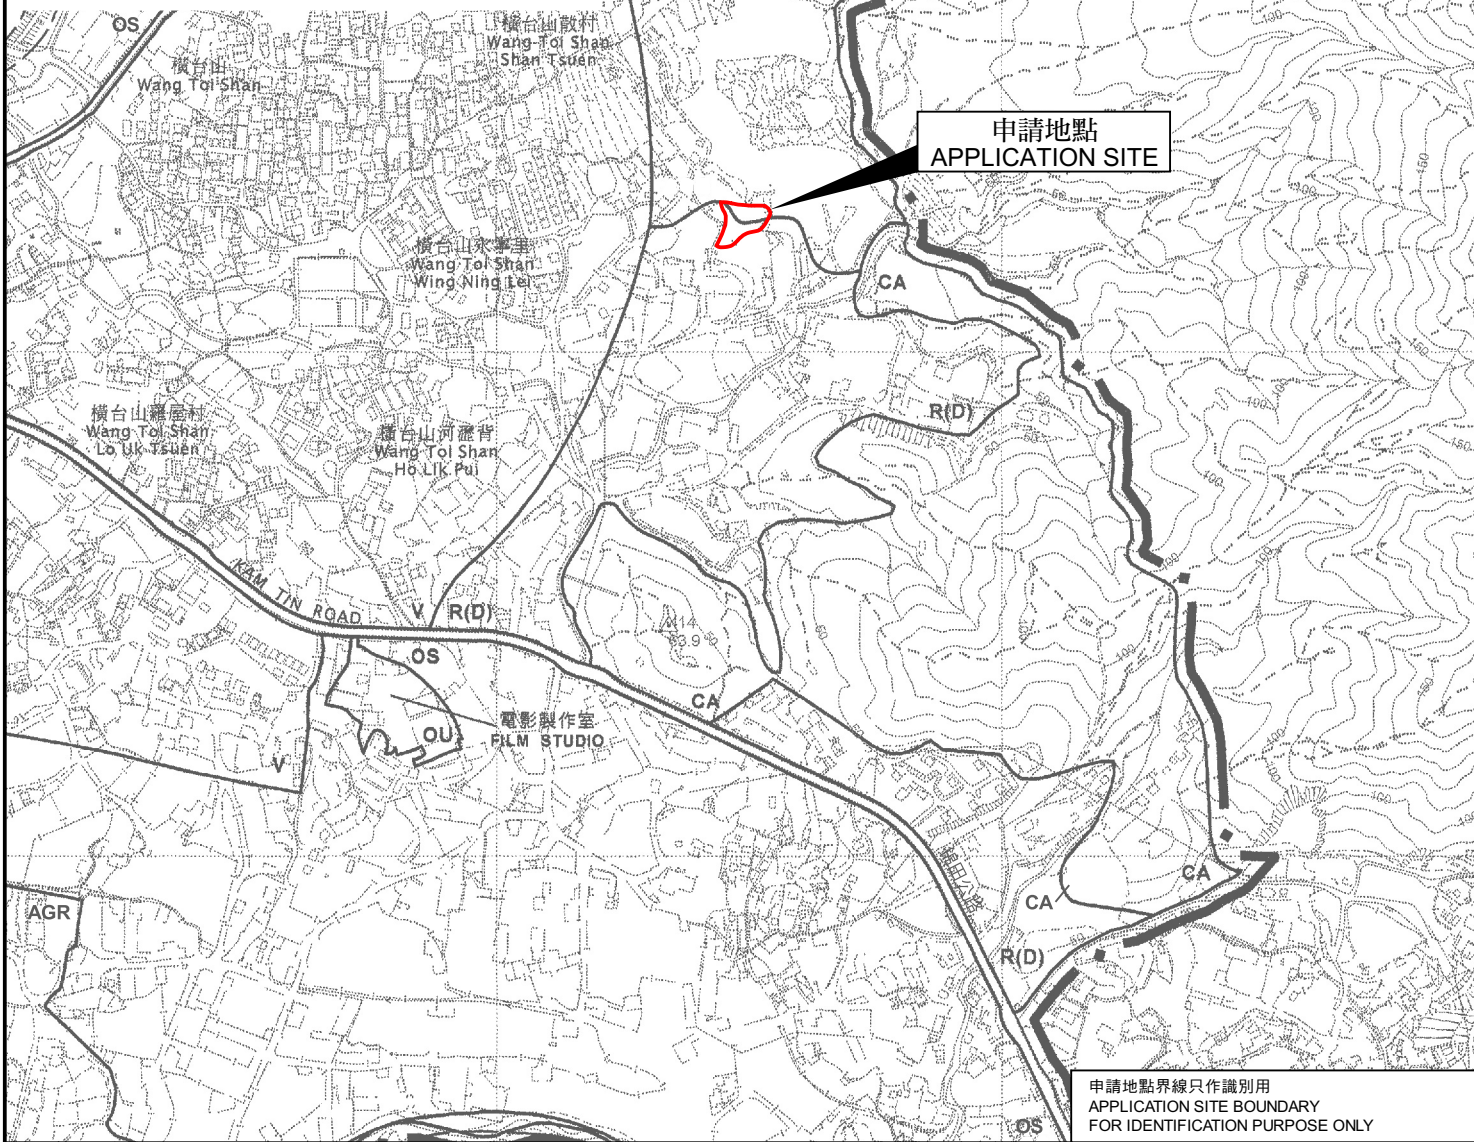 OS
橫台山
Wang Toi Shan
橫台山散村
Wang Toi Shan
Shan Tsuen
申請地點
APPLICATION SITE
橫台山永寧里
Wang Toi Shan
Wing Ning Lei
CA
R(D)
橫台山羅屋村
Wang Toi Shan
Lo Uk Tsuen
橫台山河瀝背
Wang Toi Shan
Ho Lik Pui
KAM TIN ROAD
V
R(D)
OS
CA
電影製作室
FILM STUDIO
OU
V
錦田公路
AGR
CA
CA
R(D)
OS
申請地點界線只作識別用
APPLICATION SITE BOUNDARY
FOR IDENTIFICATION PURPOSE ONLY